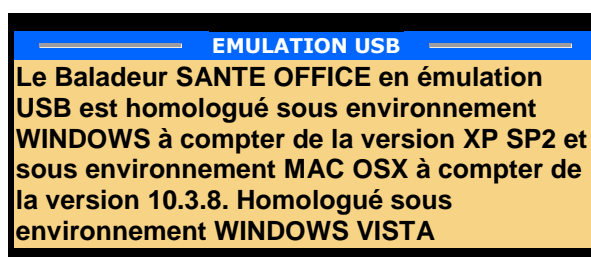 EMULATION USB
Le Baladeur SANTE OFFICE en émulation
USB est homologué sous environnement
WINDOWS à compter de la version XP SP2 et
sous environnement MAC OSX à compter de
la version 10.3.8. Homologué sous
environnement WINDOWS VISTA